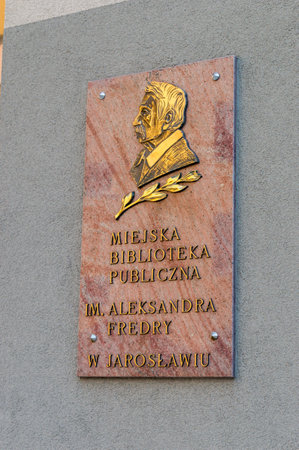 MIEJSKA
BIBLIOTEKA
PUBLICZNA
IM. ALEKSANDRA
FREDRY
W JAROSŁAWIU